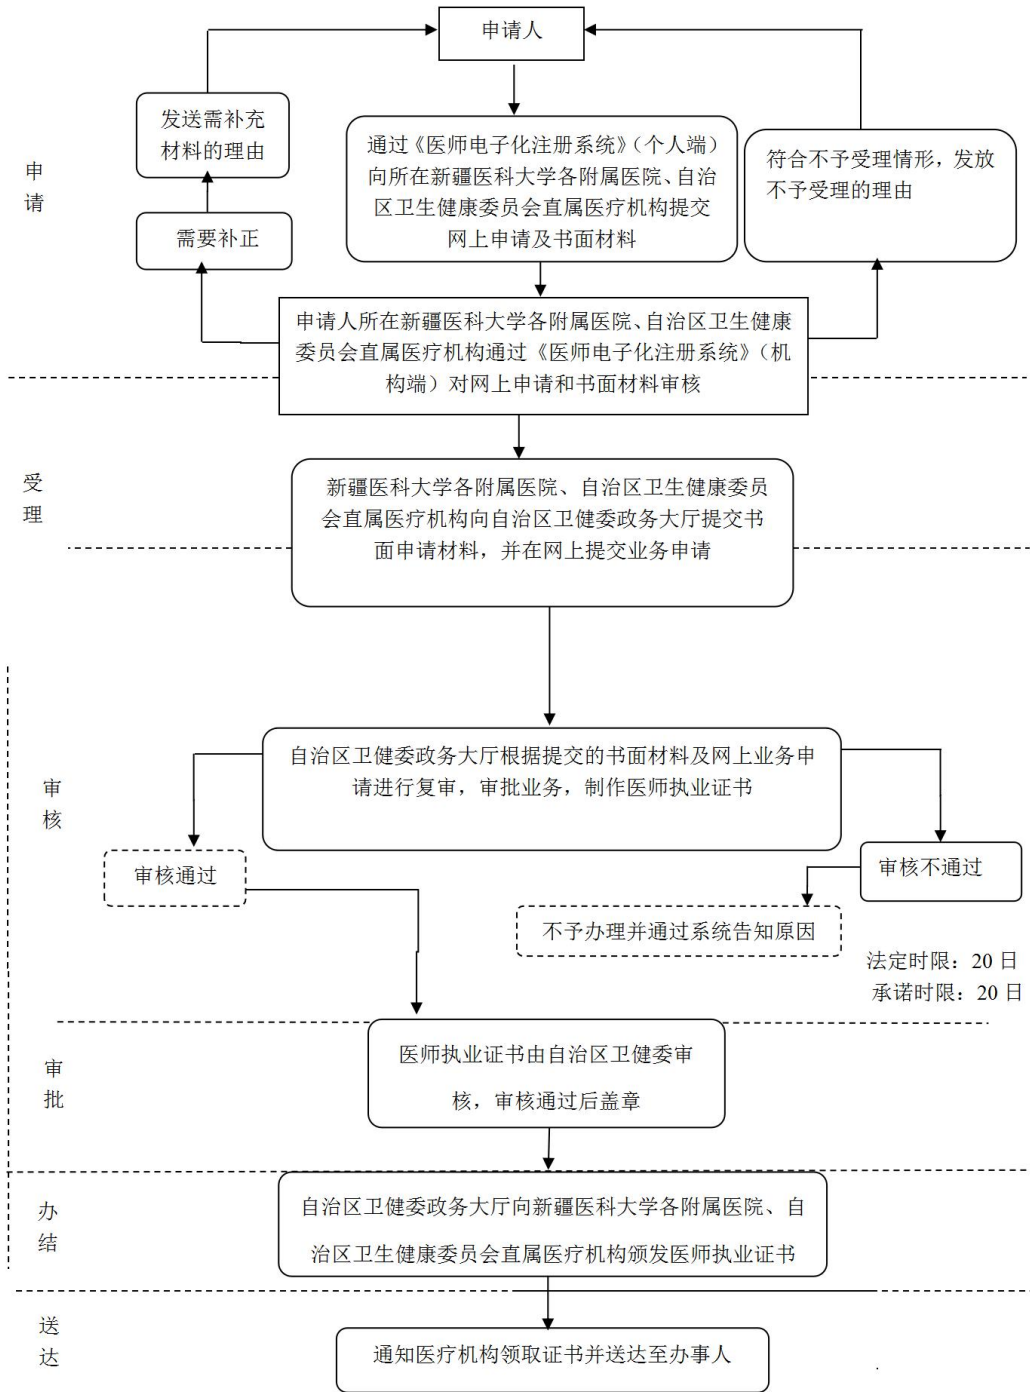 申请人
发送需补充
材料的理由
通过《医师电子化注册系统》（个人端）
向所在新疆医科大学各附属医院、自治
区卫生健康委员会直属医疗机构提交
网上申请及书面材料
符合不予受理情形，发放
不予受理的理由
申
请
需要补正
申请人所在新疆医科大学各附属医院、自治区卫生健康
委员会直属医疗机构通过《医师电子化注册系统》（机
构端）对网上申请和书面材料审核
受
理
新疆医科大学各附属医院、自治区卫生健康委员
会直属医疗机构向自治区卫健委政务大厅提交书
面申请材料，并在网上提交业务申请
审
核
自治区卫健委政务大厅根据提交的书面材料及网上业务申
请进行复审，审批业务，制作医师执业证书
审核通过
审核不通过
不予办理并通过系统告知原因
法定时限：20 日
承诺时限：20 日
审
批
医师执业证书由自治区卫健委审
核，审核通过后盖章
办
结
自治区卫健委政务大厅向新疆医科大学各附属医院、自
治区卫生健康委员会直属医疗机构颁发医师执业证书
送
达
通知医疗机构领取证书并送达至办事人